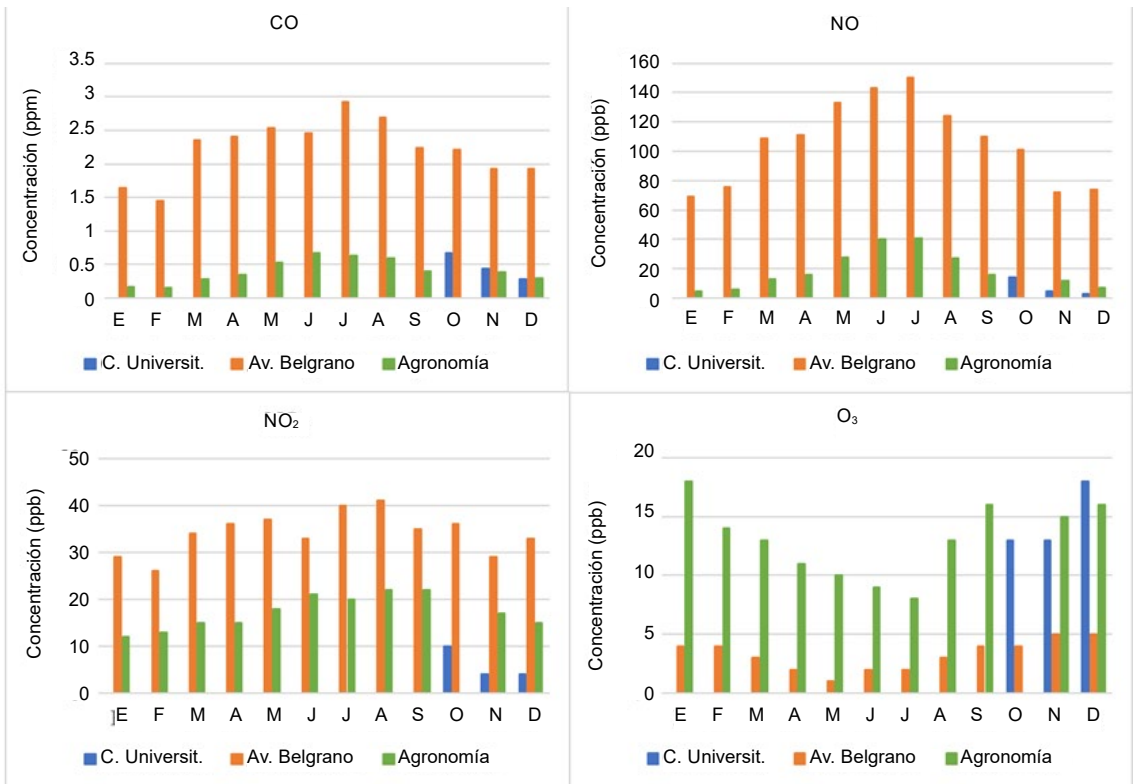 CO
Concentración (ppm)
3.5
3
2.5
2
1.5
1
0.5
0
E F M A M J J A S O N D
C. Universit. Av. Belgrano Agronomía
NO
Concentración (ppb)
160
140
120
100
80
60
40
20
0
E F M A M J J A S O N D
C. Universit. Av. Belgrano Agronomía
NO₂
Concentración (ppb)
50
40
30
20
10
0
E F M A M J J A S O N D
C. Universit. Av. Belgrano Agronomía
O₃
Concentración (ppb)
20
15
10
5
0
E F M A M J J A S O N D
C. Universit. Av. Belgrano Agronomía